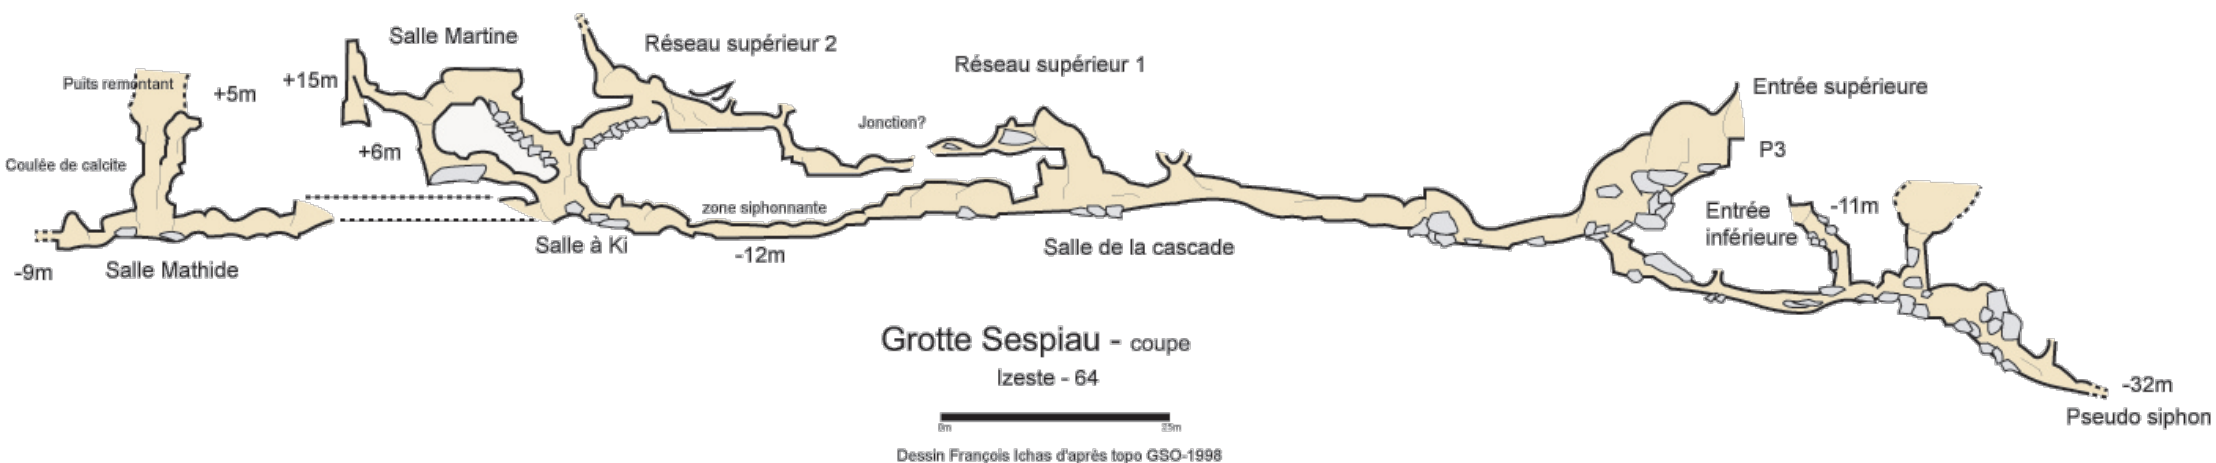 Salle Martine
Réseau supérieur 2
Réseau supérieur 1
Puits remontant
+5m
+15m
Entrée supérieure
Jonction?
+6m
P3
Coulée de calcite
zone siphonnante
Entrée
inférieure
-11m
Salle à Ki
-12m
Salle de la cascade
-9m
Salle Mathide
Grotte Sespiau - coupe
Izeste - 64
0m
25m
-32m
Pseudo siphon
Dessin François Ichas d'après topo GSO-1998